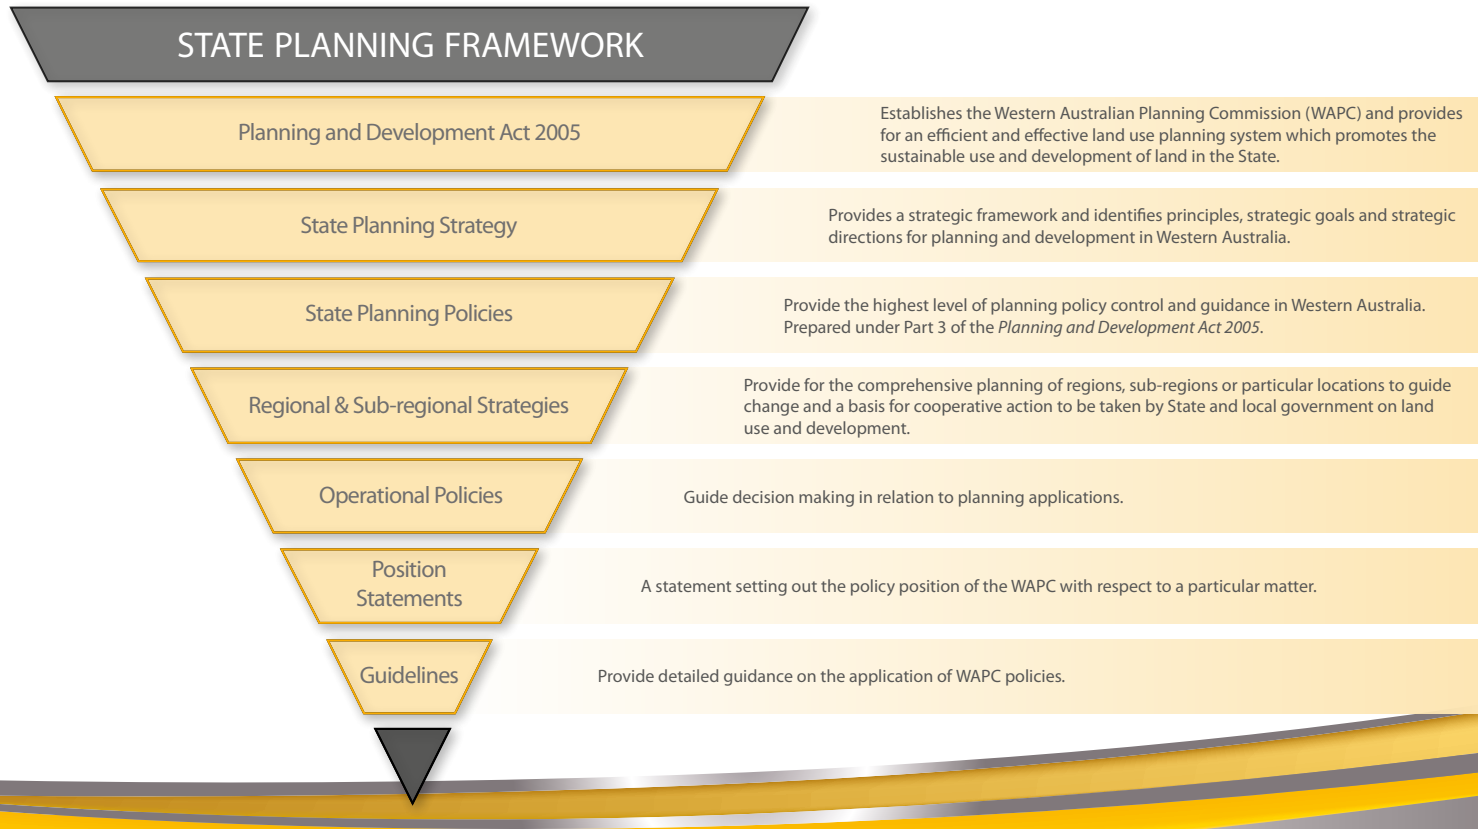 STATE PLANNING FRAMEWORK
Planning and Development Act 2005
Establishes the Western Australian Planning Commission (WAPC) and provides
for an efficient and effective land use planning system which promotes the
sustainable use and development of land in the State.
State Planning Strategy
Provides a strategic framework and identifies principles, strategic goals and strategic
directions for planning and development in Western Australia.
State Planning Policies
Provide the highest level of planning policy control and guidance in Western Australia.
Prepared under Part 3 of the Planning and Development Act 2005.
Regional & Sub-regional Strategies
Provide for the comprehensive planning of regions, sub-regions or particular locations to guide
change and a basis for cooperative action to be taken by State and local government on land
use and development.
Operational Policies
Guide decision making in relation to planning applications.
Position
Statements
A statement setting out the policy position of the WAPC with respect to a particular matter.
Guidelines
Provide detailed guidance on the application of WAPC policies.